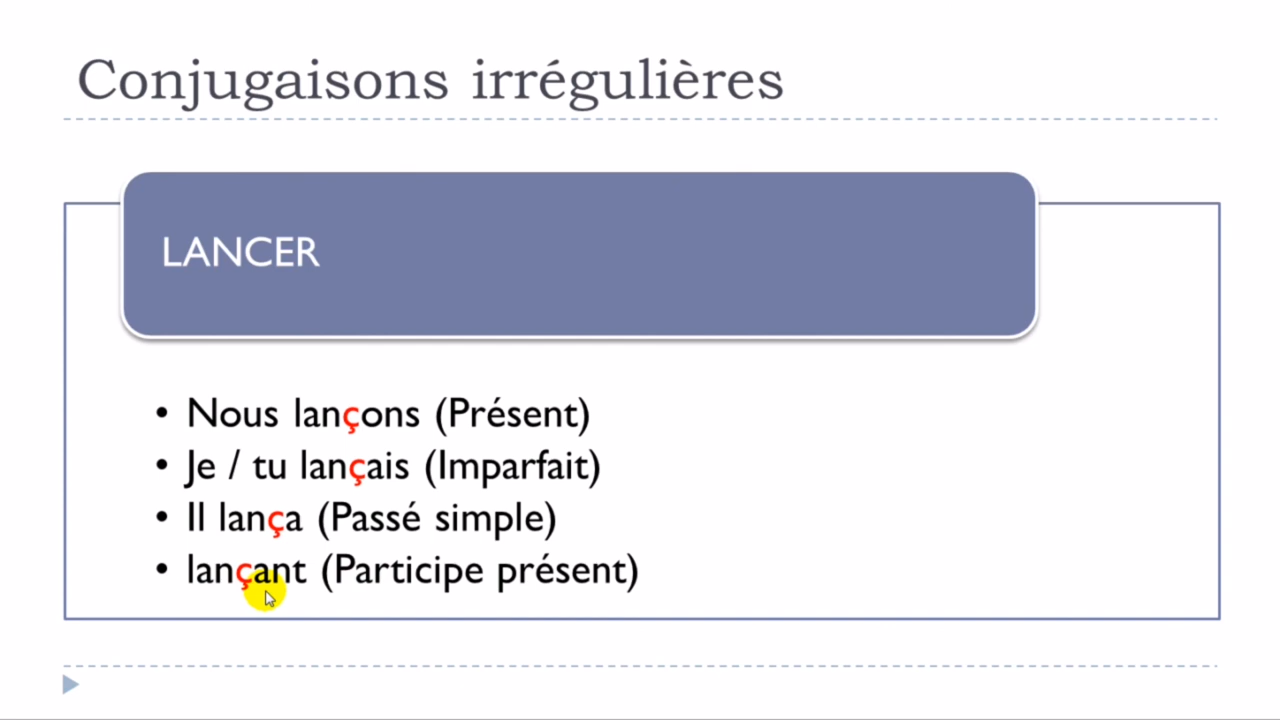 Conjugaisons irrégulières
LANCER
• Nous lançons (Présent)
• Je / tu lançais (Imparfait)
• Il lança (Passé simple)
• lançant (Participe présent)